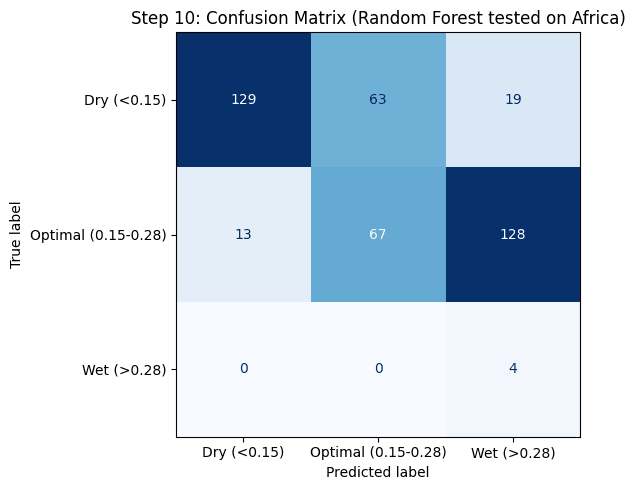 Step 10: Confusion Matrix (Random Forest tested on Africa)
True label
Dry (<0.15)
129 63 19
Optimal (0.15-0.28)
13 67 128
Wet (>0.28)
0 0 4
Dry (<0.15) Optimal (0.15-0.28) Wet (>0.28)
Predicted label